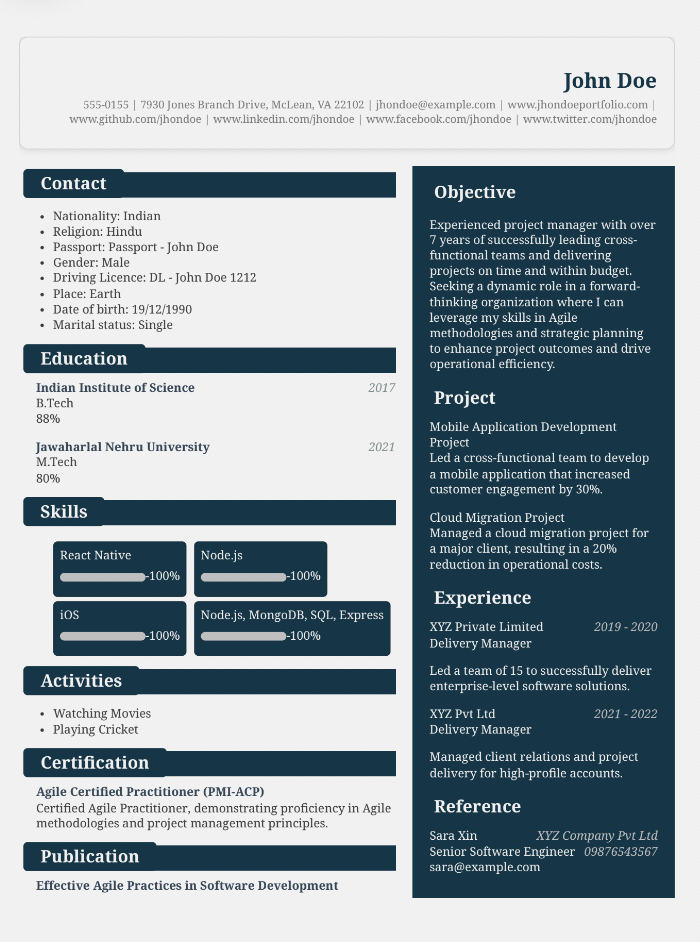 John Doe
555-0155 | 7930 Jones Branch Drive, McLean, VA 22102 | jhondoe@example.com | www.jhondoeportfolio.com |
www.github.com/jhondoe | www.linkedin.com/jhondoe | www.facebook.com/jhondoe | www.twitter.com/jhondoe
Contact
• Nationality: Indian
• Religion: Hindu
• Passport: Passport - John Doe
• Gender: Male
• Driving Licence: DL - John Doe 1212
• Place: Earth
• Date of birth: 19/12/1990
• Marital status: Single
Education
Indian Institute of Science 2017
B.Tech
88%
Jawaharlal Nehru University 2021
M.Tech
80%
Skills
React Native
-100%
Node.js
-100%
iOS
-100%
Node.js, MongoDB, SQL, Express
-100%
Activities
• Watching Movies
• Playing Cricket
Certification
Agile Certified Practitioner (PMI-ACP)
Certified Agile Practitioner, demonstrating proficiency in Agile
methodologies and project management principles.
Publication
Effective Agile Practices in Software Development
Objective
Experienced project manager with over
7 years of successfully leading cross-
functional teams and delivering
projects on time and within budget.
Seeking a dynamic role in a forward-
thinking organization where I can
leverage my skills in Agile
methodologies and strategic planning
to enhance project outcomes and drive
operational efficiency.
Project
Mobile Application Development
Project
Led a cross-functional team to develop
a mobile application that increased
customer engagement by 30%.
Cloud Migration Project
Managed a cloud migration project for
a major client, resulting in a 20%
reduction in operational costs.
Experience
XYZ Private Limited 2019 - 2020
Delivery Manager
Led a team of 15 to successfully deliver
enterprise-level software solutions.
XYZ Pvt Ltd 2021 - 2022
Delivery Manager
Managed client relations and project
delivery for high-profile accounts.
Reference
Sara Xin XYZ Company Pvt Ltd
Senior Software Engineer 09876543567
sara@example.com